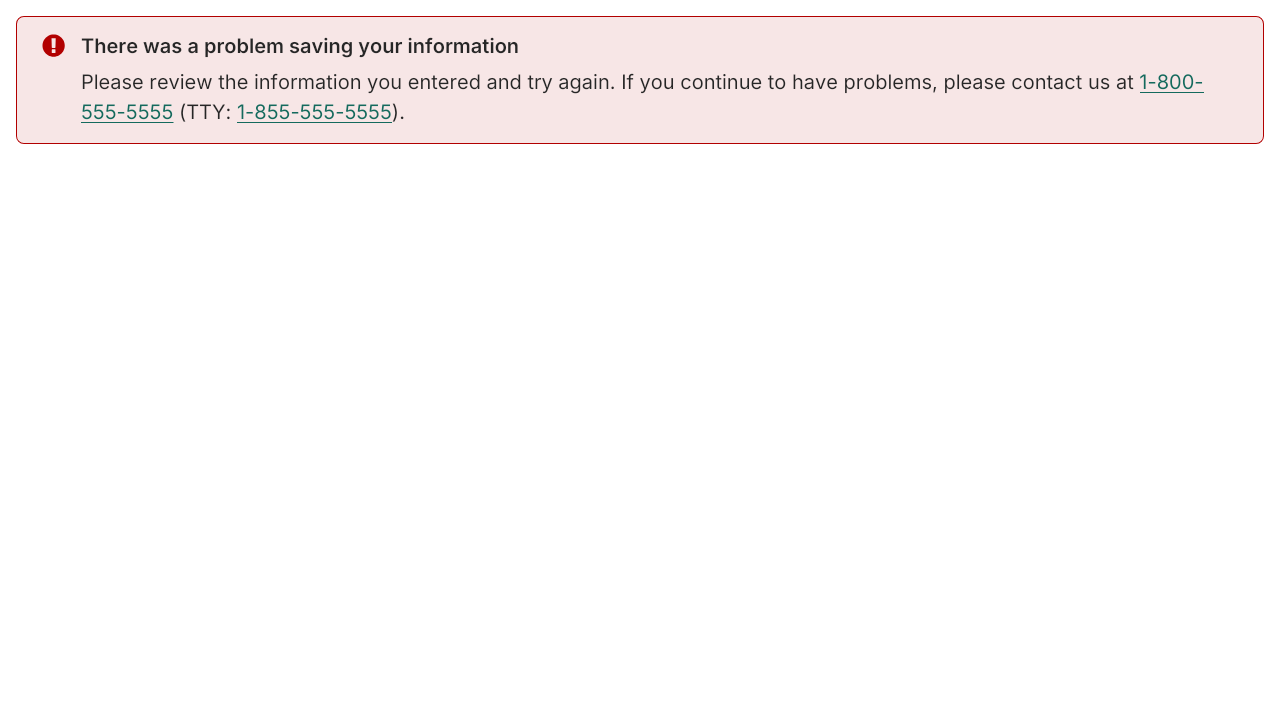 There was a problem saving your information
Please review the information you entered and try again. If you continue to have problems, please contact us at 1-800-
555-5555 (TTY: 1-855-555-5555).